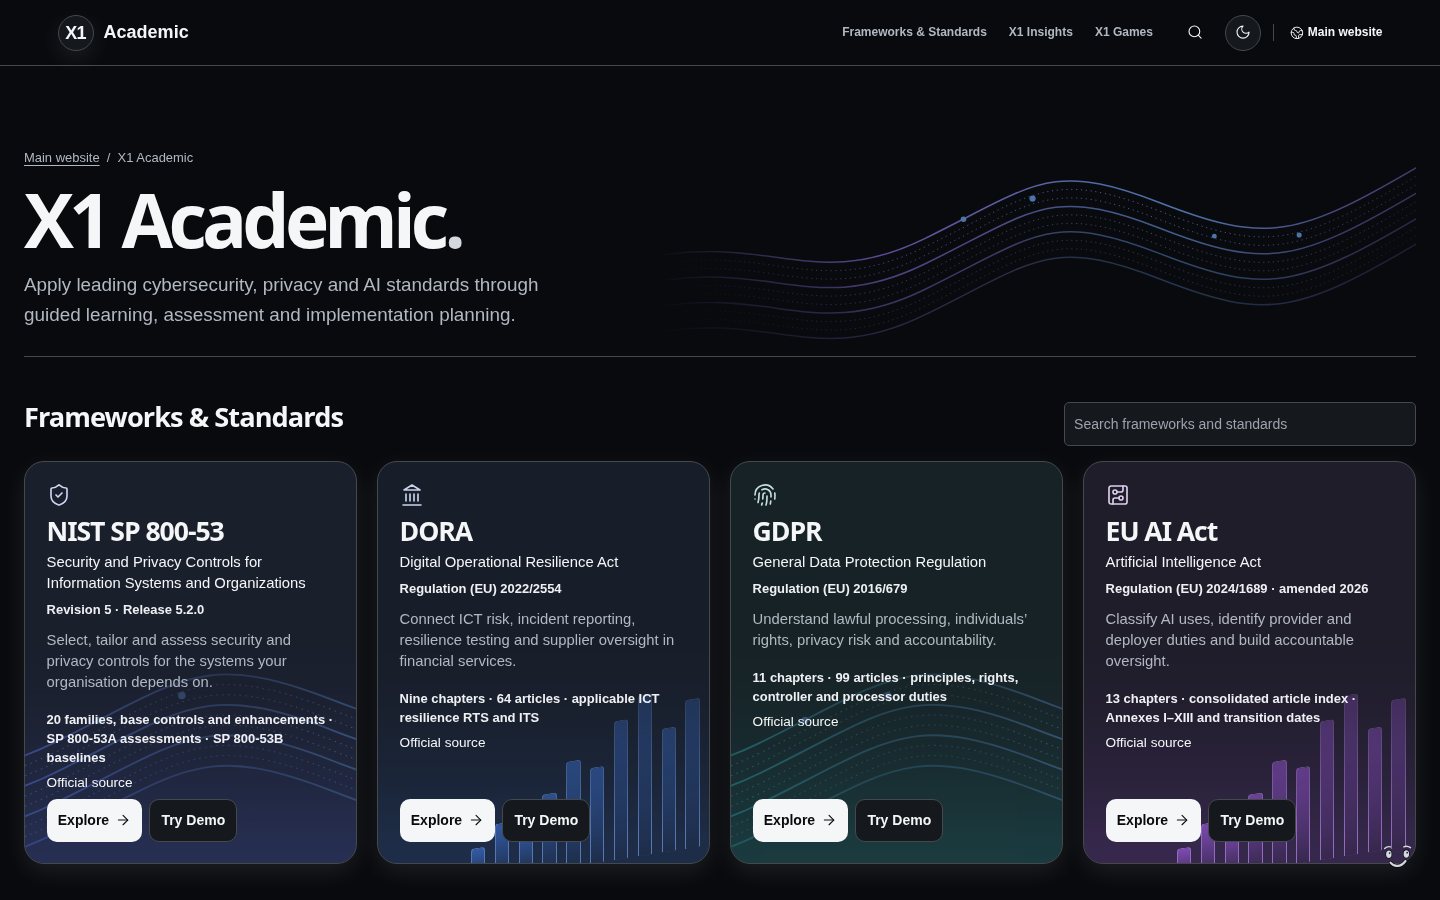 X1 Academic
Frameworks & Standards
X1 Insights
X1 Games
Main website
Main website / X1 Academic
X1 Academic.
Apply leading cybersecurity, privacy and AI standards through
guided learning, assessment and implementation planning.
Frameworks & Standards
Search frameworks and standards
NIST SP 800-53
Security and Privacy Controls for
Information Systems and Organizations
Revision 5 · Release 5.2.0
Select, tailor and assess security and
privacy controls for the systems your
organisation depends on.
20 families, base controls and enhancements ·
SP 800-53A assessments · SP 800-53B
baselines
Official source
Explore
Try Demo
DORA
Digital Operational Resilience Act
Regulation (EU) 2022/2554
Connect ICT risk, incident reporting,
resilience testing and supplier oversight in
financial services.
Nine chapters · 64 articles · applicable ICT
resilience RTS and ITS
Official source
Explore
Try Demo
GDPR
General Data Protection Regulation
Regulation (EU) 2016/679
Understand lawful processing, individuals’
rights, privacy risk and accountability.
11 chapters · 99 articles · principles, rights,
controller and processor duties
Official source
Explore
Try Demo
EU AI Act
Artificial Intelligence Act
Regulation (EU) 2024/1689 · amended 2026
Classify AI uses, identify provider and
deployer duties and build accountable
oversight.
13 chapters · consolidated article index ·
Annexes I–XIII and transition dates
Official source
Explore
Try Demo